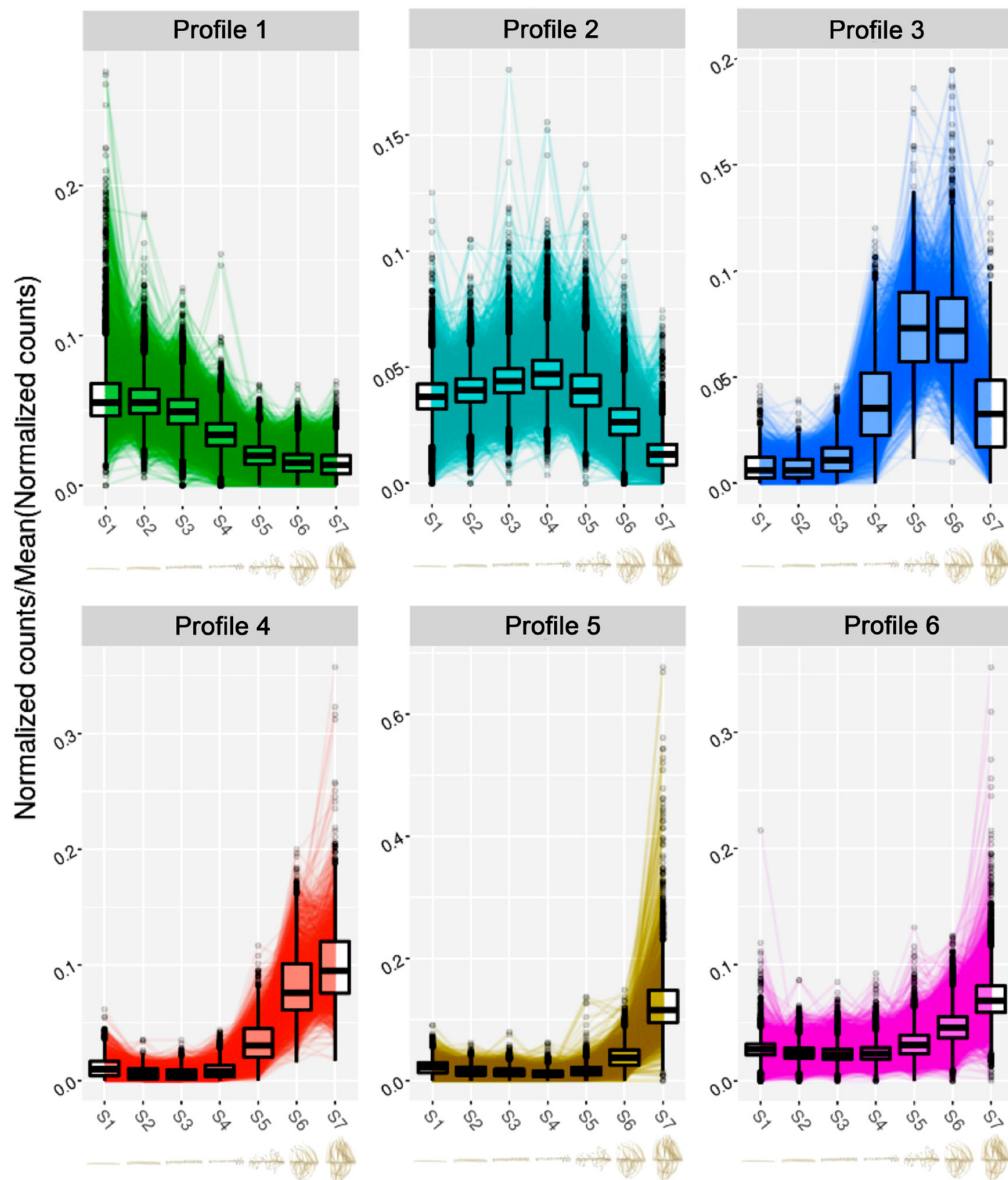 Profile 1
Profile 2
Profile 3
Normalized counts/Mean(Normalized counts)
0.2
0.1
0.0
S1 S2 S3 S4 S5 S6 S7
0.15
0.1
0.05
0.0
S1 S2 S3 S4 S5 S6 S7
0.2
0.15
0.1
0.05
0.0
S1 S2 S3 S4 S5 S6 S7
Profile 4
Profile 5
Profile 6
0.3
0.2
0.1
0.0
S1 S2 S3 S4 S5 S6 S7
0.6
0.4
0.2
0.0
S1 S2 S3 S4 S5 S6 S7
0.3
0.2
0.1
0.0
S1 S2 S3 S4 S5 S6 S7